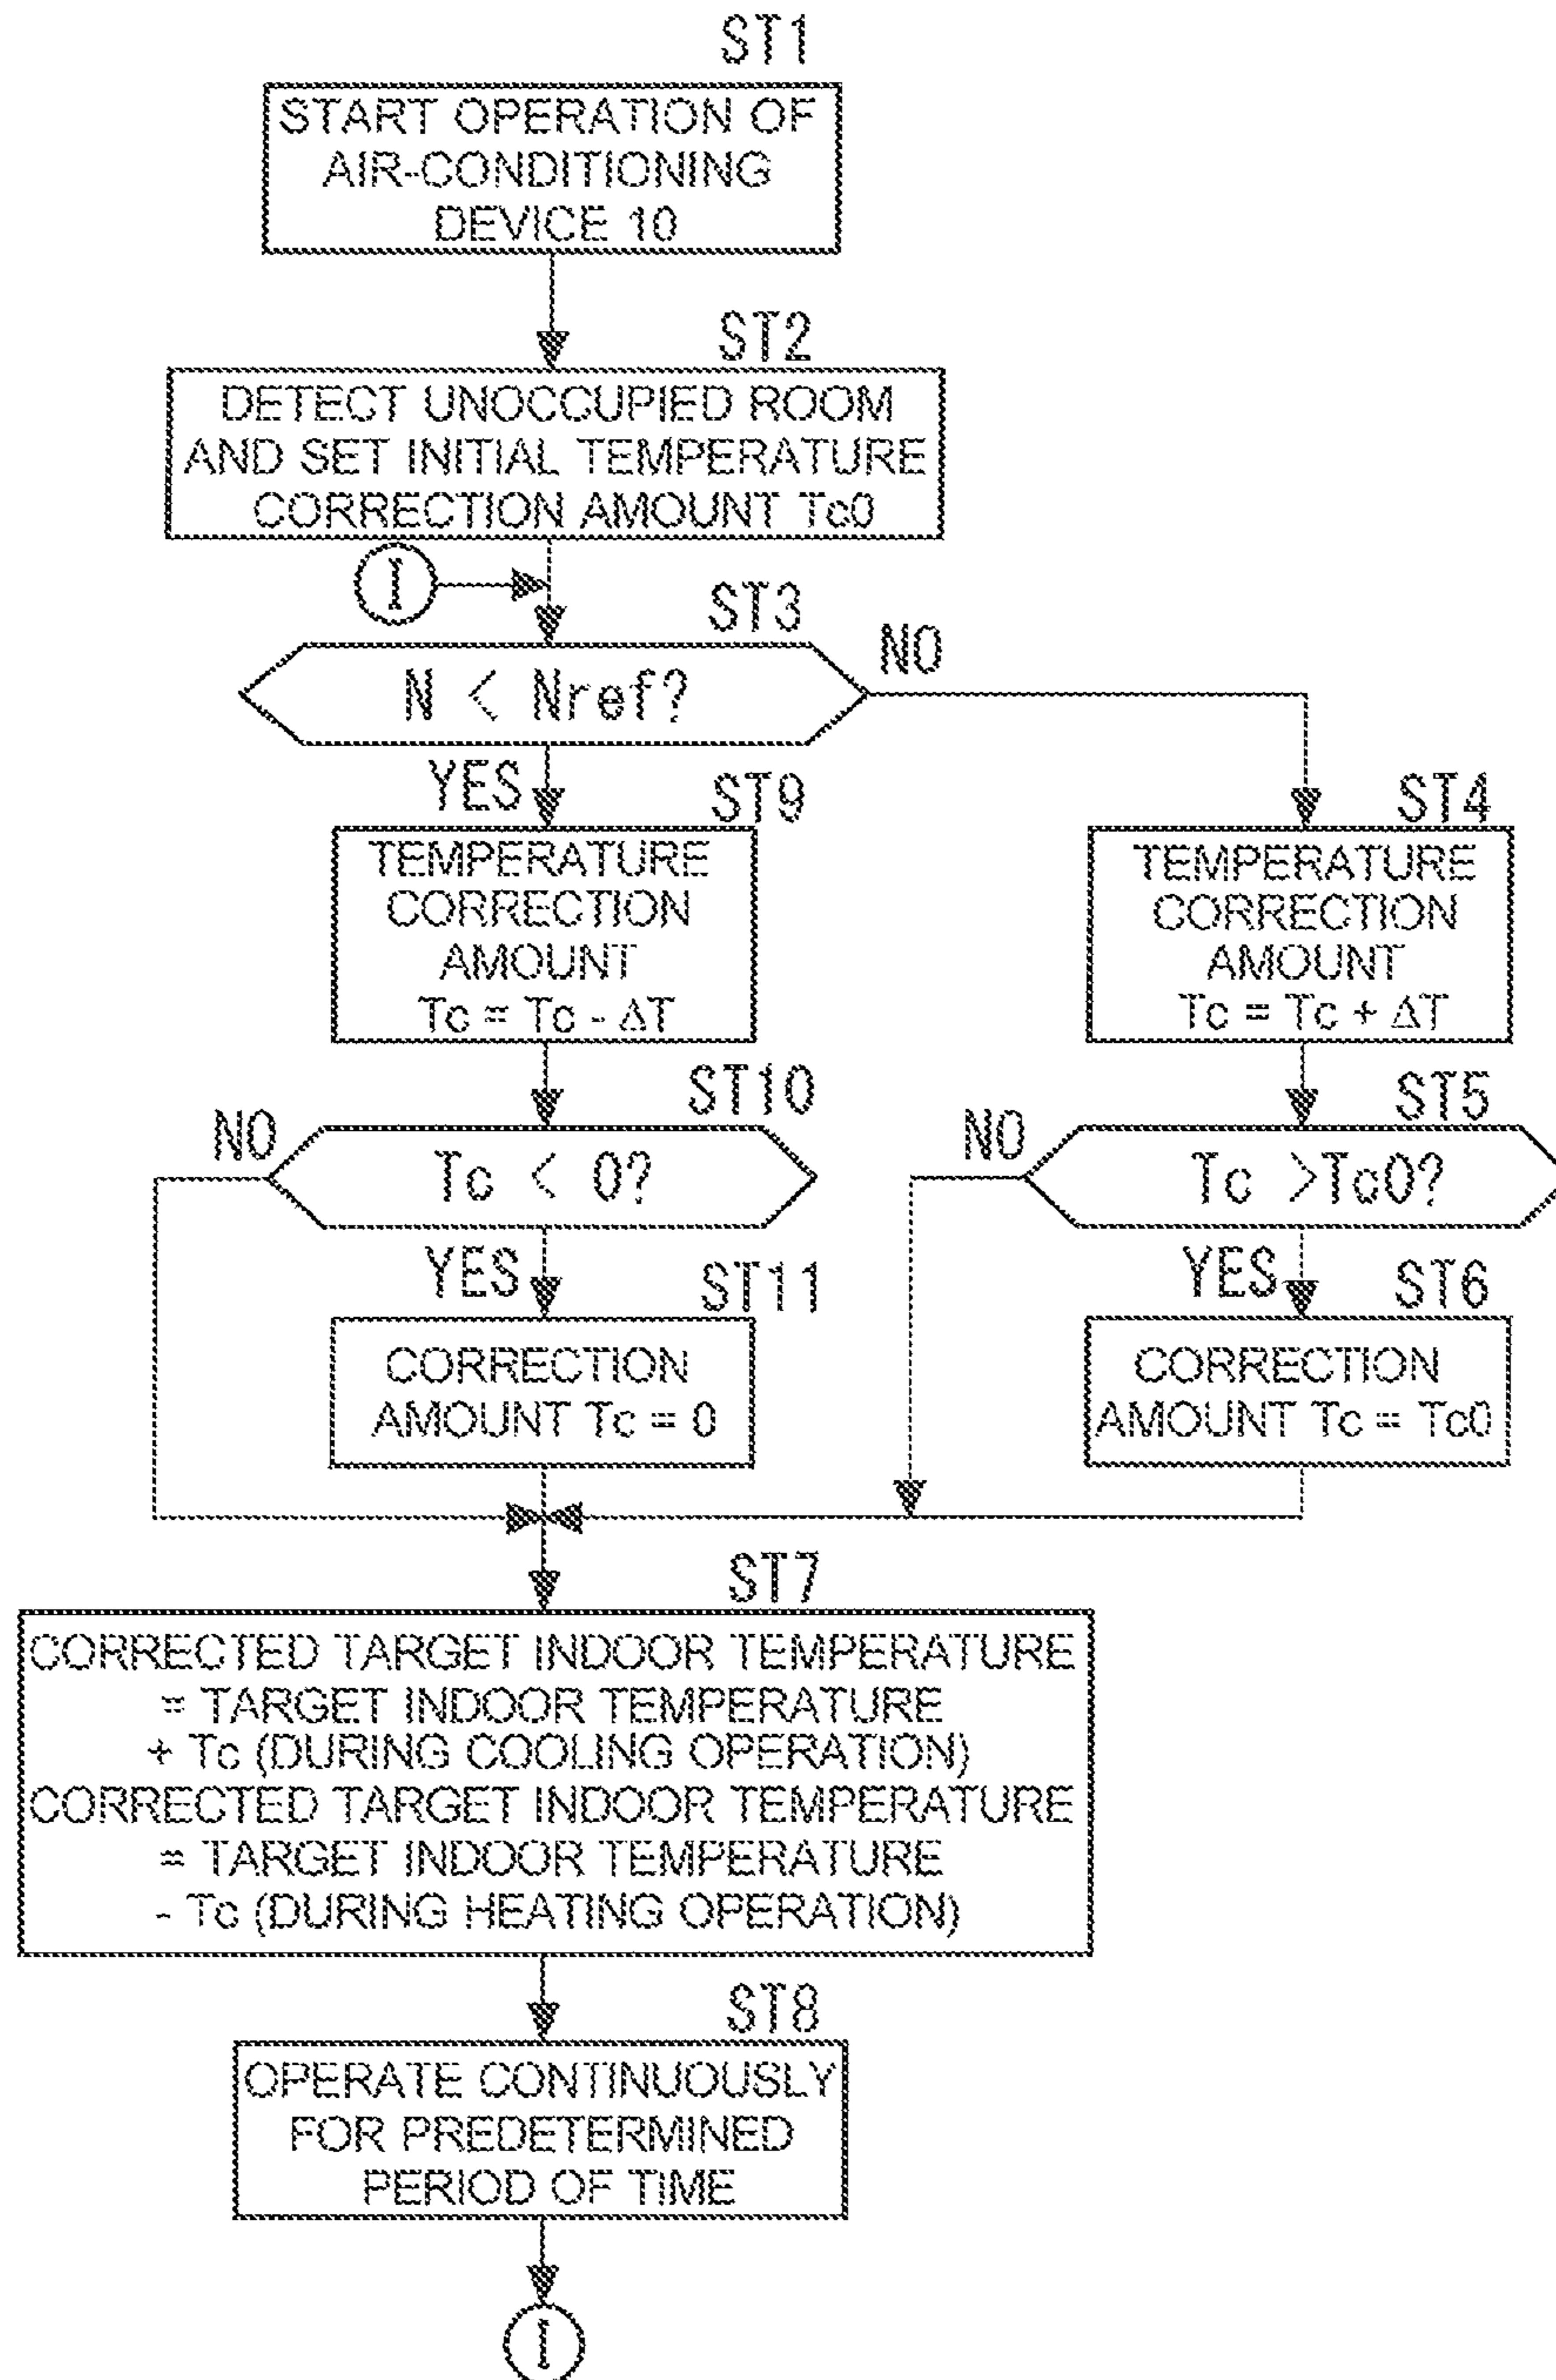 ST1
START OPERATION OF
AIR-CONDITIONING
DEVICE 10
ST2
DETECT UNOCCUPIED ROOM
AND SET INITIAL TEMPERATURE
CORRECTION AMOUNT Tc0
I
ST3
N < Nref?
NO
YES
ST9
TEMPERATURE
CORRECTION
AMOUNT
Tc = Tc - ΔT
ST4
TEMPERATURE
CORRECTION
AMOUNT
Tc = Tc + ΔT
ST10
NO
Tc < 0?
YES
ST11
CORRECTION
AMOUNT Tc = 0
ST5
NO
Tc >Tc0?
YES
ST6
CORRECTION
AMOUNT Tc = Tc0
ST7
CORRECTED TARGET INDOOR TEMPERATURE
= TARGET INDOOR TEMPERATURE
+ Tc (DURING COOLING OPERATION)
CORRECTED TARGET INDOOR TEMPERATURE
= TARGET INDOOR TEMPERATURE
- Tc (DURING HEATING OPERATION)
ST8
OPERATE CONTINUOUSLY
FOR PREDETERMINED
PERIOD OF TIME
I